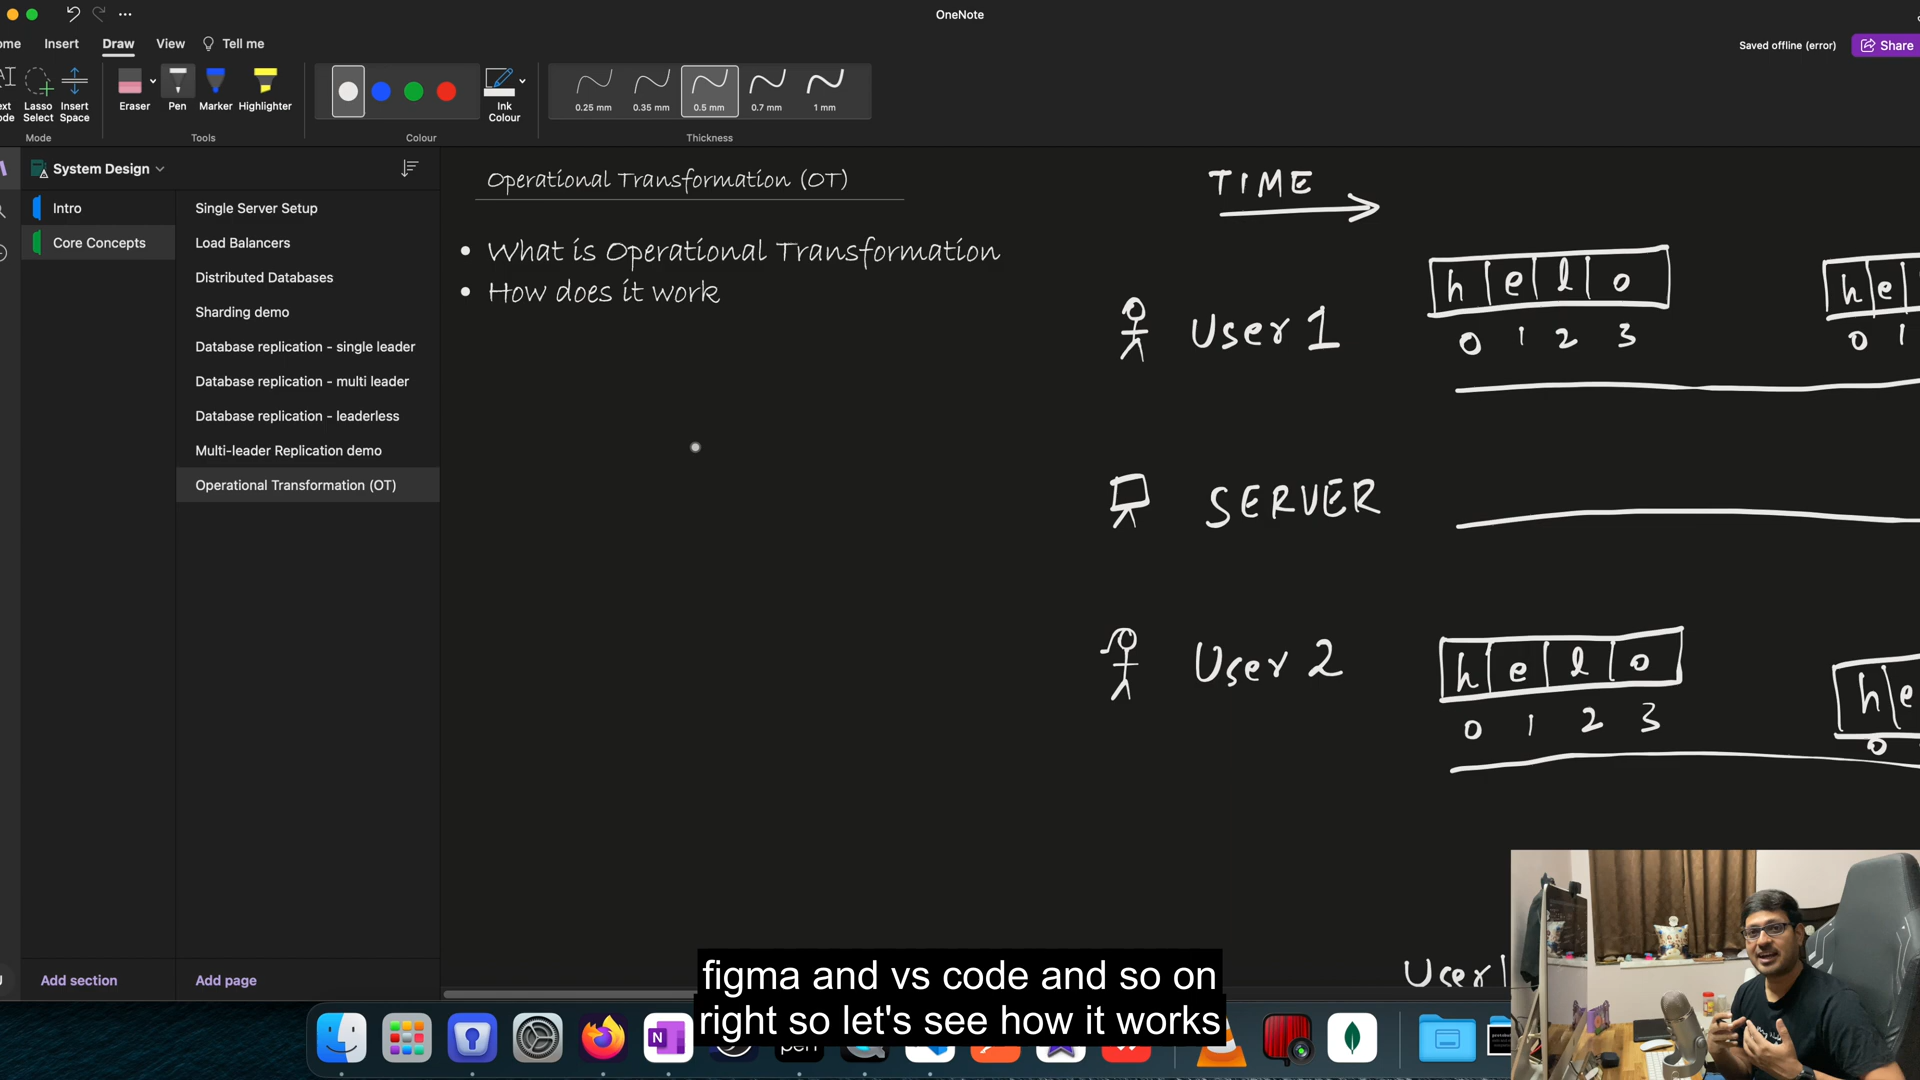 OneNote
Insert
Draw
View
Tell me
Saved offline (error)
Share
Lasso Select
Insert Space
Eraser
Pen
Marker
Highlighter
Ink Colour
0.25 mm
0.35 mm
0.5 mm
0.7 mm
1 mm
Mode
Tools
Colour
Thickness
System Design
Intro
Core Concepts
Single Server Setup
Load Balancers
Distributed Databases
Sharding demo
Database replication - single leader
Database replication - multi leader
Database replication - leaderless
Multi-leader Replication demo
Operational Transformation (OT)
Add section
Add page
Operational Transformation (OT)
• What is Operational Transformation
• How does it work
TIME
User 1
h e l o
0 1 2 3
h e
0 1
SERVER
User 2
h e l o
0 1 2 3
h e
0
User 1
figma and vs code and so on
right so let's see how it works